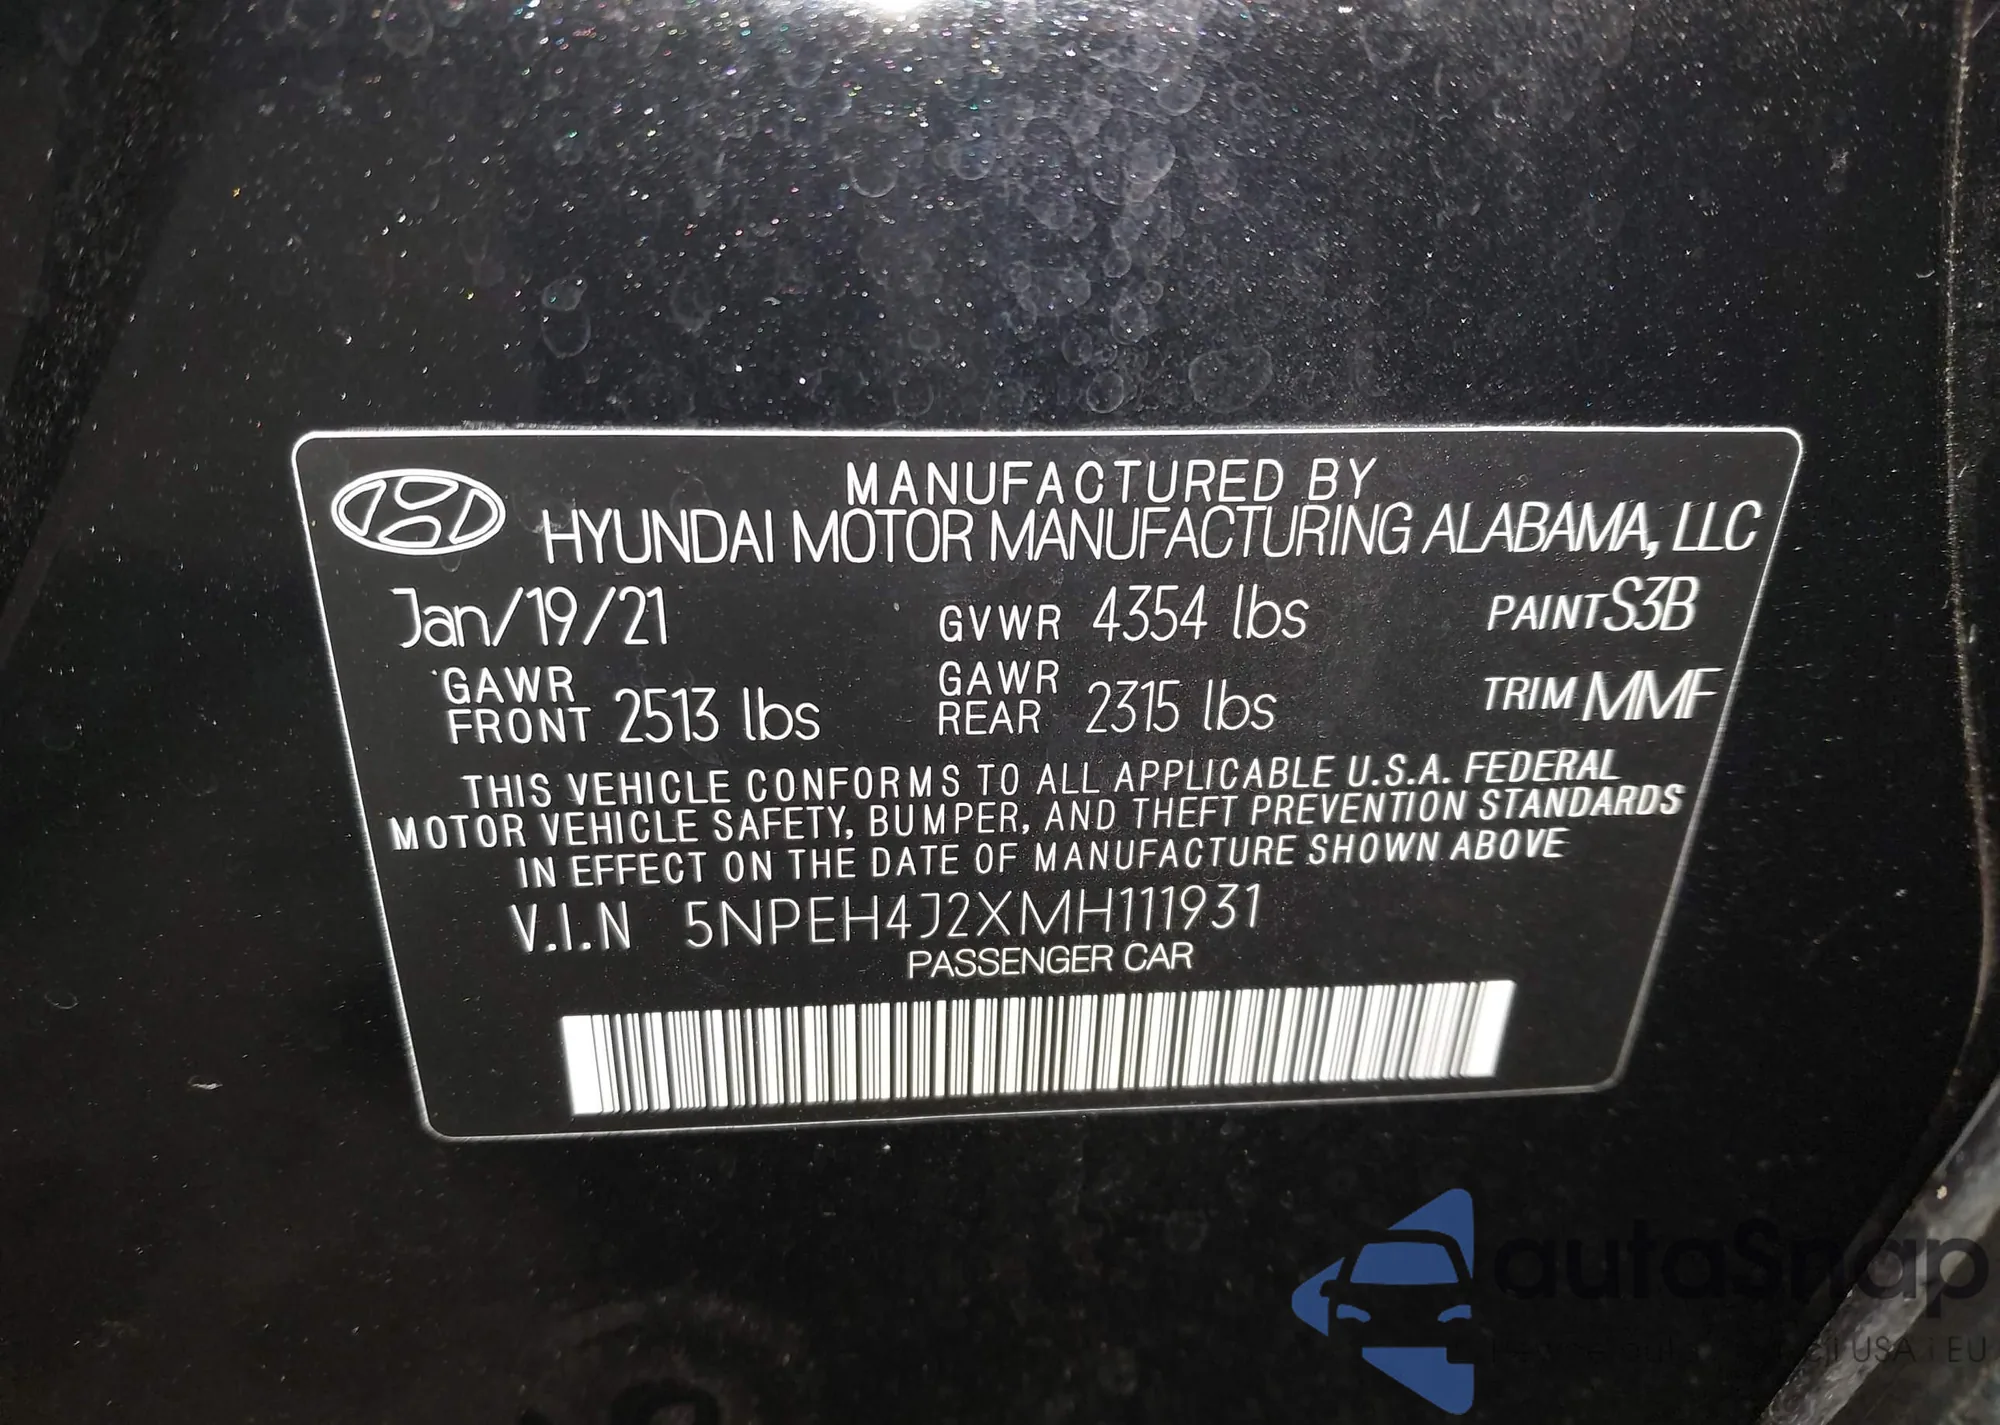 MANUFACTURED BY
HYUNDAI MOTOR MANUFACTURING ALABAMA, LLC
Jan/19/21 GVWR 4354 lbs PAINT S3B
GAWR FRONT 2513 lbs GAWR REAR 2315 lbs TRIM MMF
THIS VEHICLE CONFORMS TO ALL APPLICABLE U.S.A. FEDERAL
MOTOR VEHICLE SAFETY, BUMPER, AND THEFT PREVENTION STANDARDS
IN EFFECT ON THE DATE OF MANUFACTURE SHOWN ABOVE
V.I.N 5NPEH4J2XMH111931
PASSENGER CAR
autoSnap
USA i EU